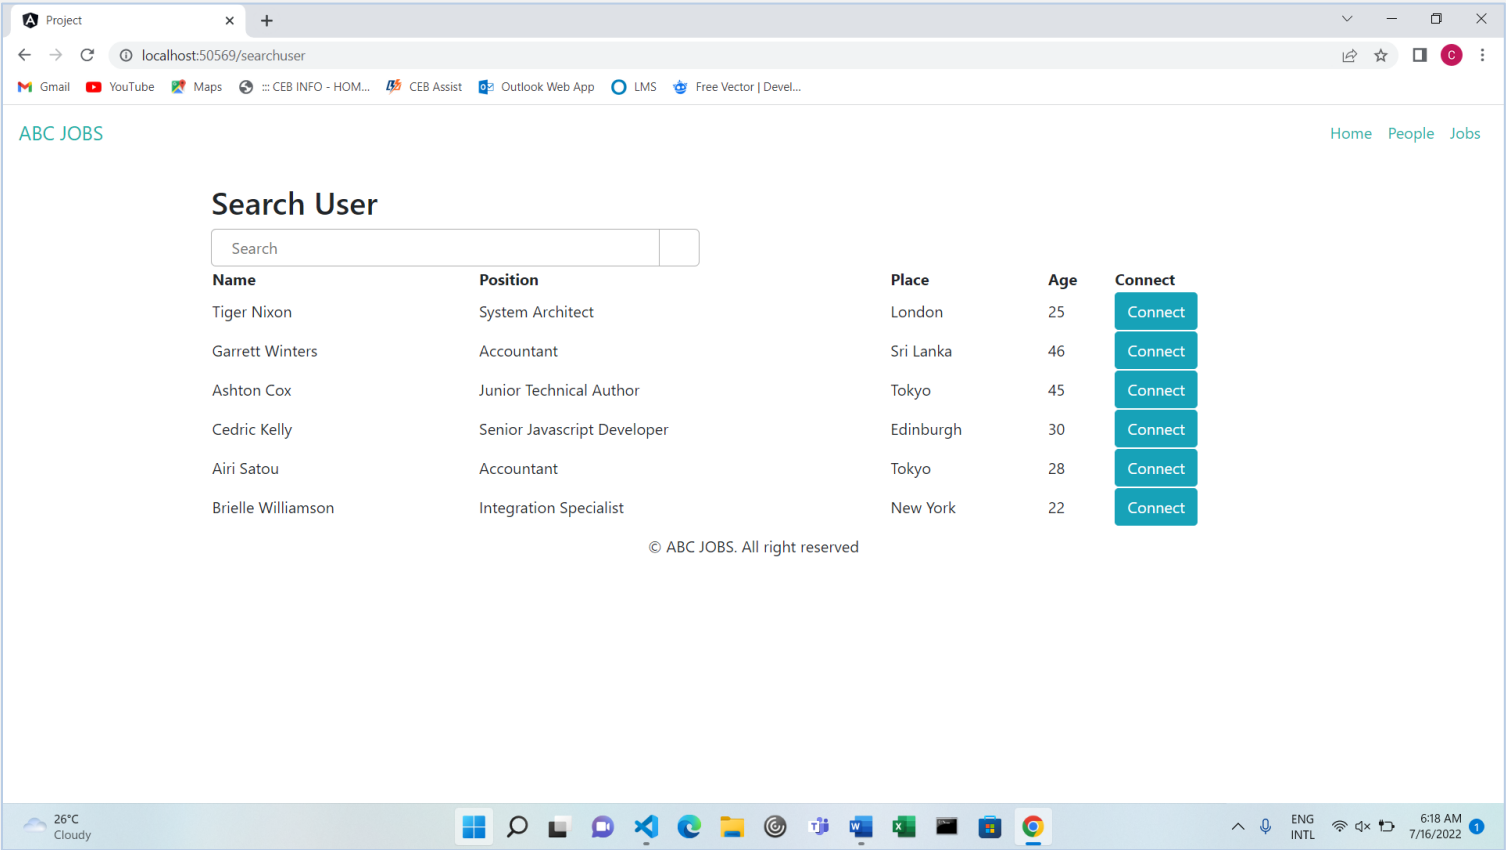 Project
localhost:50569/searchuser
C
Gmail YouTube Maps ::: CEB INFO - HOM... CEB Assist Outlook Web App LMS Free Vector | Devel...
ABC JOBS Home People Jobs
Search User
Search
Name Position Place Age Connect
Tiger Nixon System Architect London 25 Connect
Garrett Winters Accountant Sri Lanka 46 Connect
Ashton Cox Junior Technical Author Tokyo 45 Connect
Cedric Kelly Senior Javascript Developer Edinburgh 30 Connect
Airi Satou Accountant Tokyo 28 Connect
Brielle Williamson Integration Specialist New York 22 Connect
© ABC JOBS. All right reserved
26°C
Cloudy
ENG
INTL
6:18 AM
7/16/2022
1